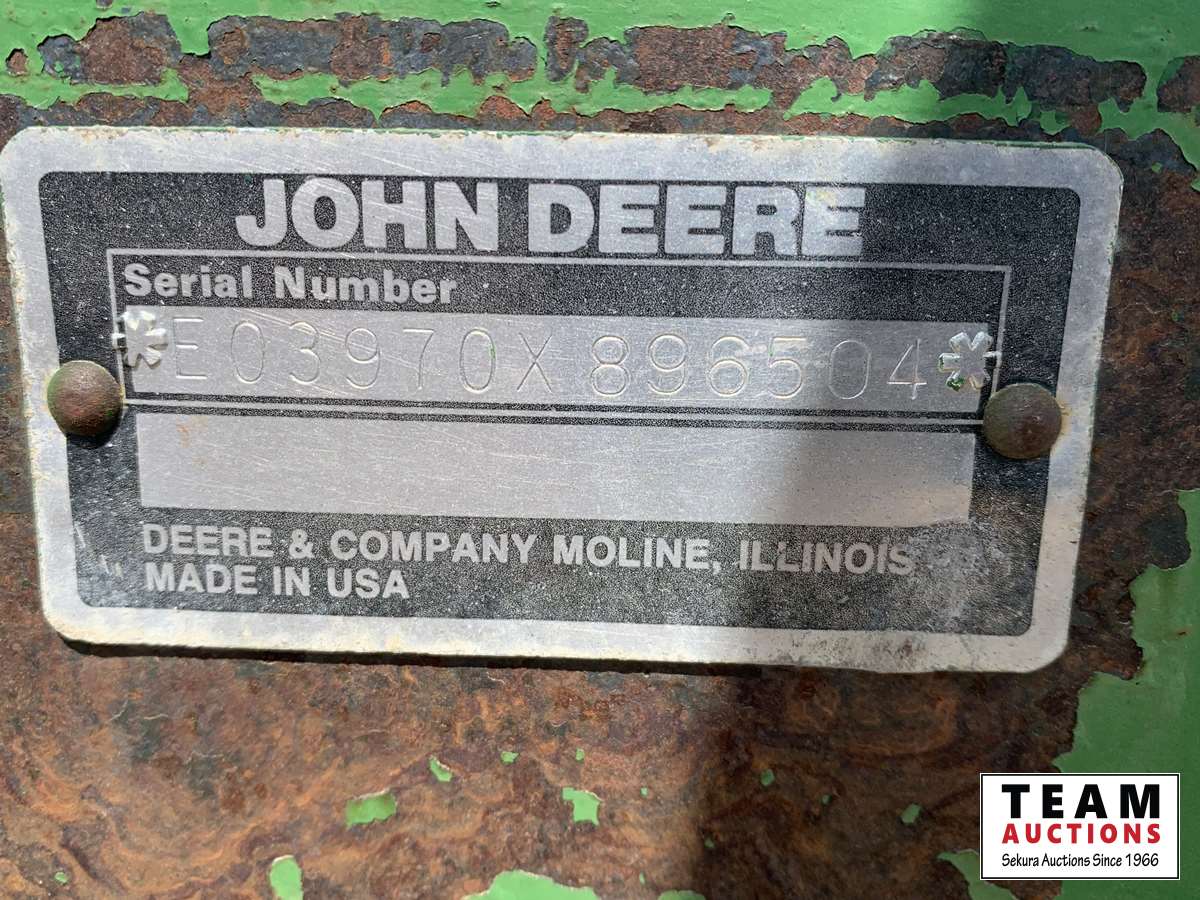 JOHN DEERE
Serial Number
*E03970X896504*
DEERE & COMPANY MOLINE, ILLINOIS
MADE IN USA
TEAM
AUCTIONS
Sekura Auctions Since 1966